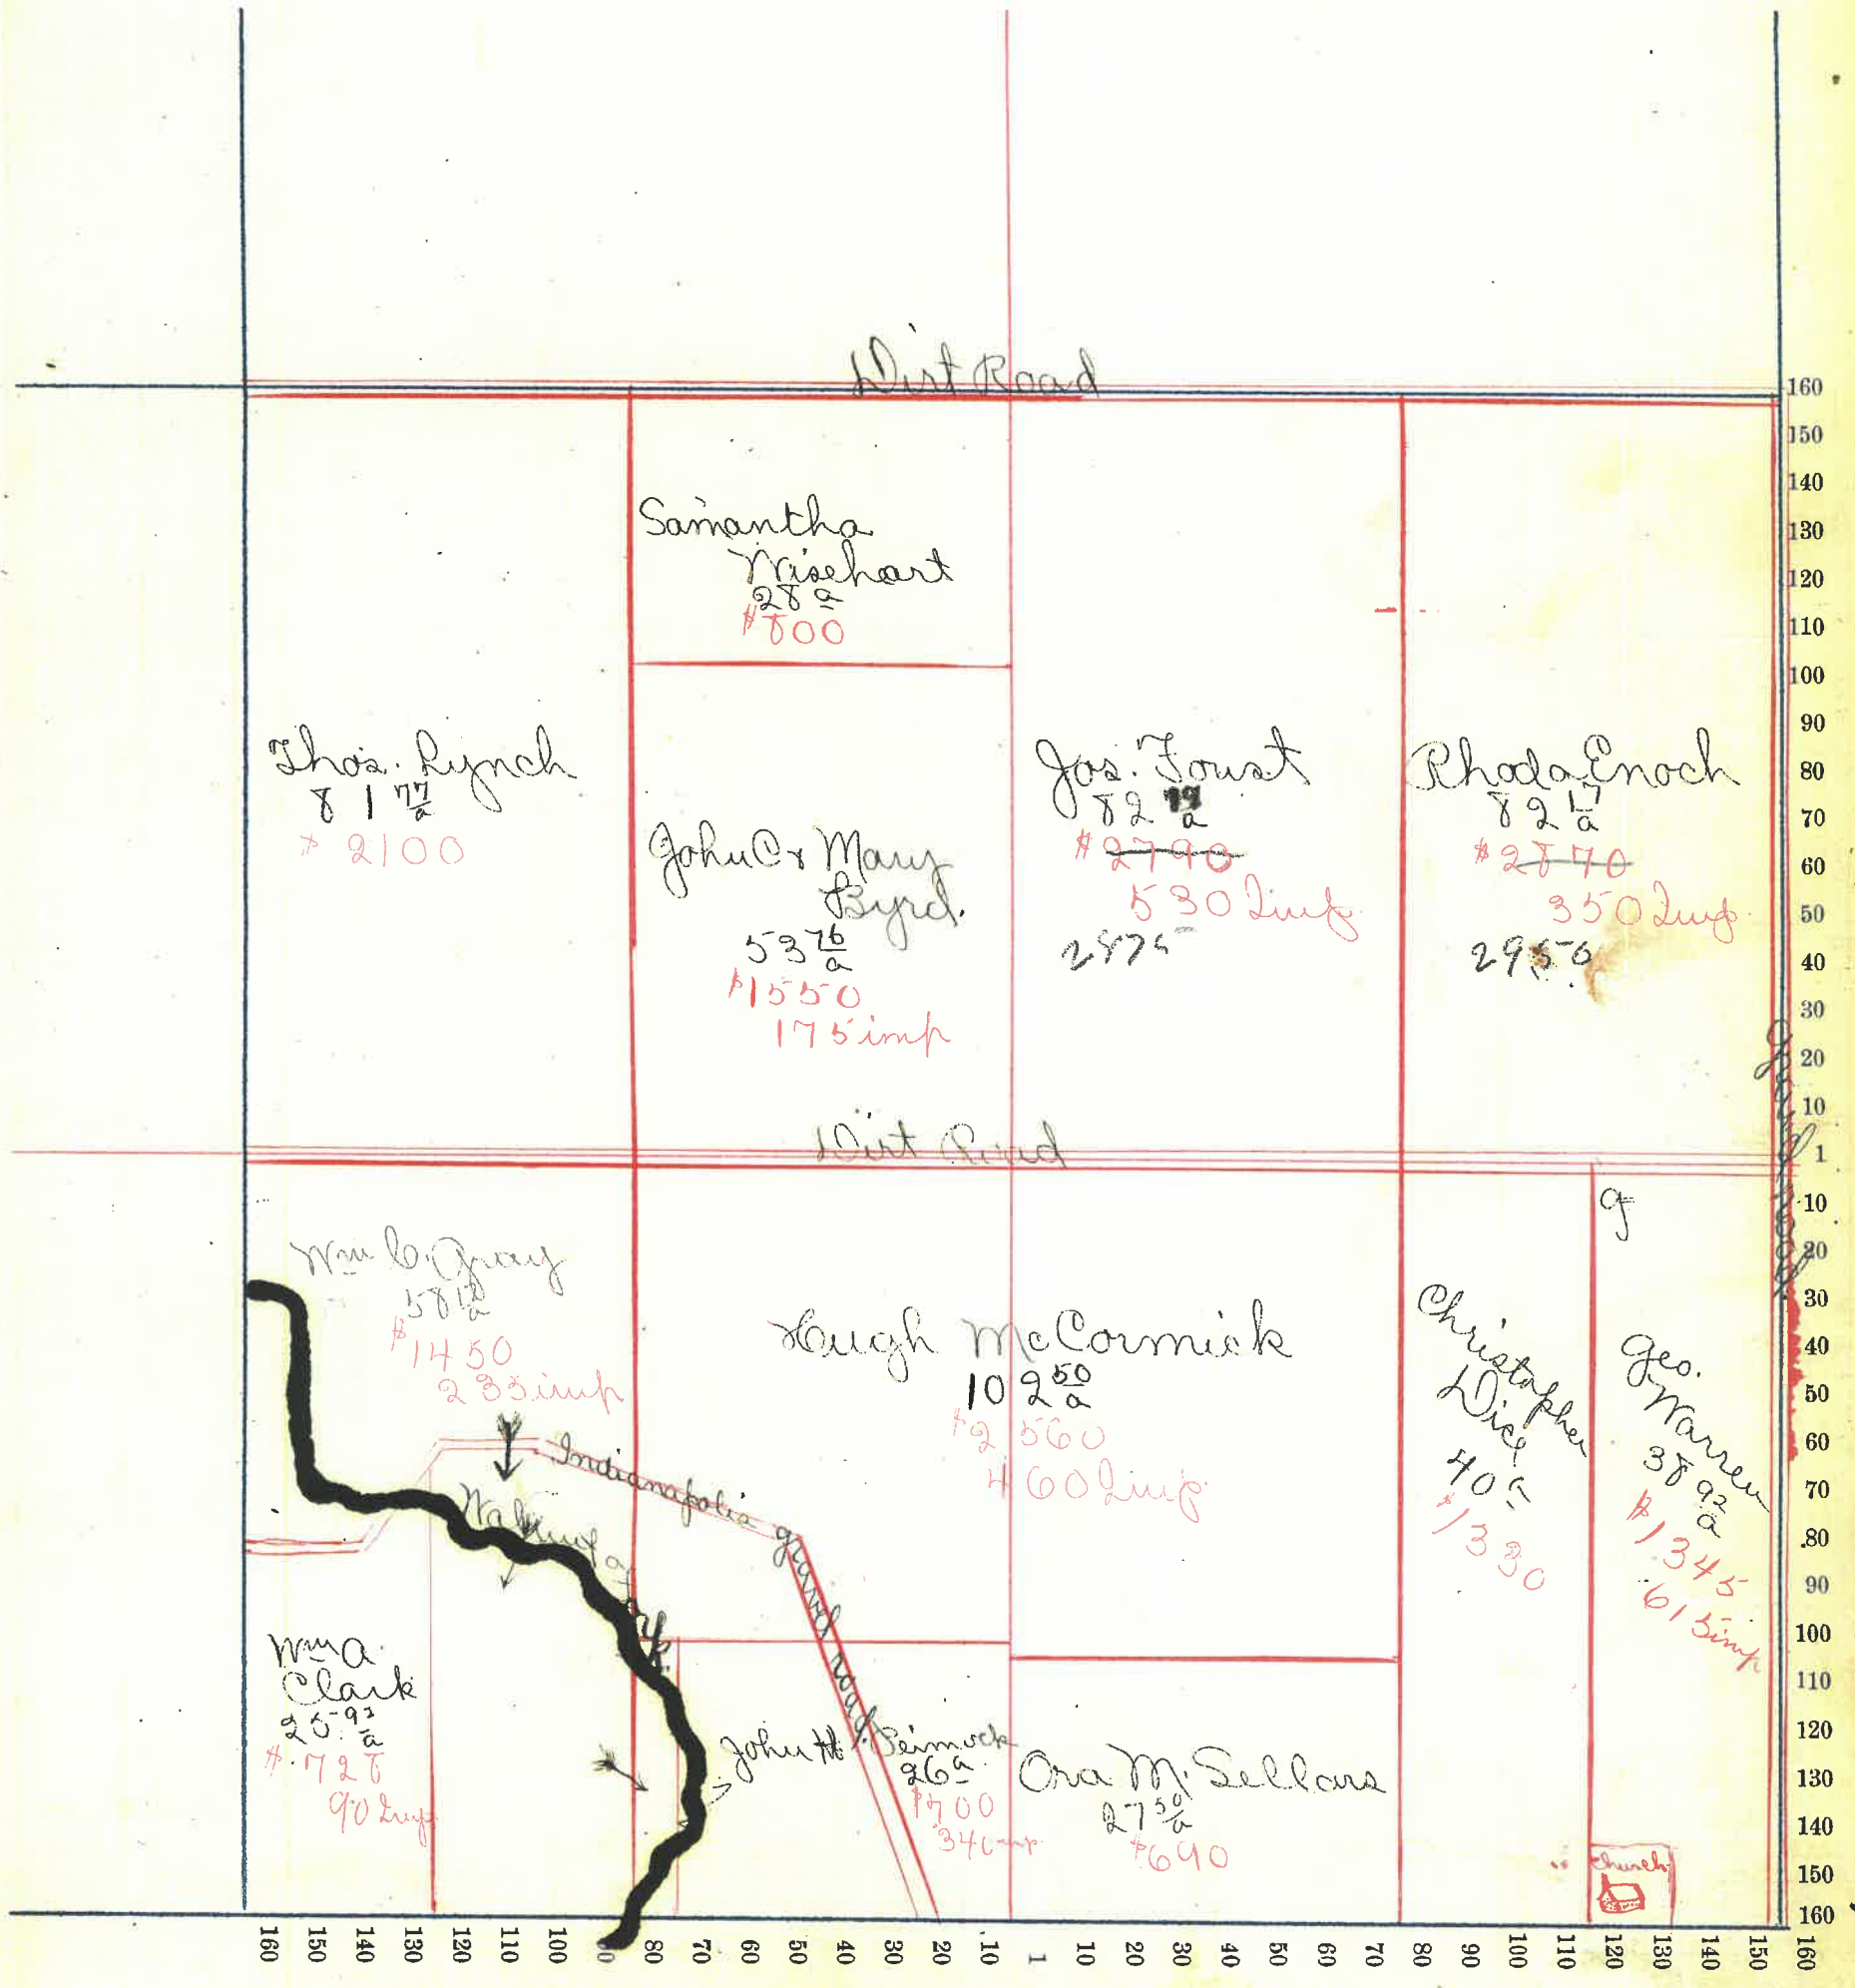 Dirt Road
Samantha
Wisehart
28 a
$800
Thos. Lynch
81 77/a
$2100
John C & Mary
Byrd.
53 76/a
$1550
175 imp
Jos. Foust
82 a
$2790
530 Imp.
2875
Rhoda Enoch
82 17/a
$2870
350 Imp.
2950
Gravel road
Dirt Road
Wm C. Gray
58 a
$1450
235 imp
Hugh McCormick
102 50/a
$2560
460 Imp.
Christopher
Dice
40
$1330
Geo.
Warren
38 92/a
$1345
615 imp
Indianapolis gravel road
Wm A.
Clark
25 92/a
$728
90 Imp
John H.
26 a
$700
340 imp
Ora M. Sellars
27 50/a
$690
church
160
150
140
130
120
110
100
90
80
70
60
50
40
30
20
10
1
10
20
30
40
50
60
70
80
90
100
110
120
130
140
150
160
160 150 140 130 120 110 100 90 80 70 60 50 40 30 20 10 1 10 20 30 40 50 60 70 80 90 100 110 120 130 140 150 160